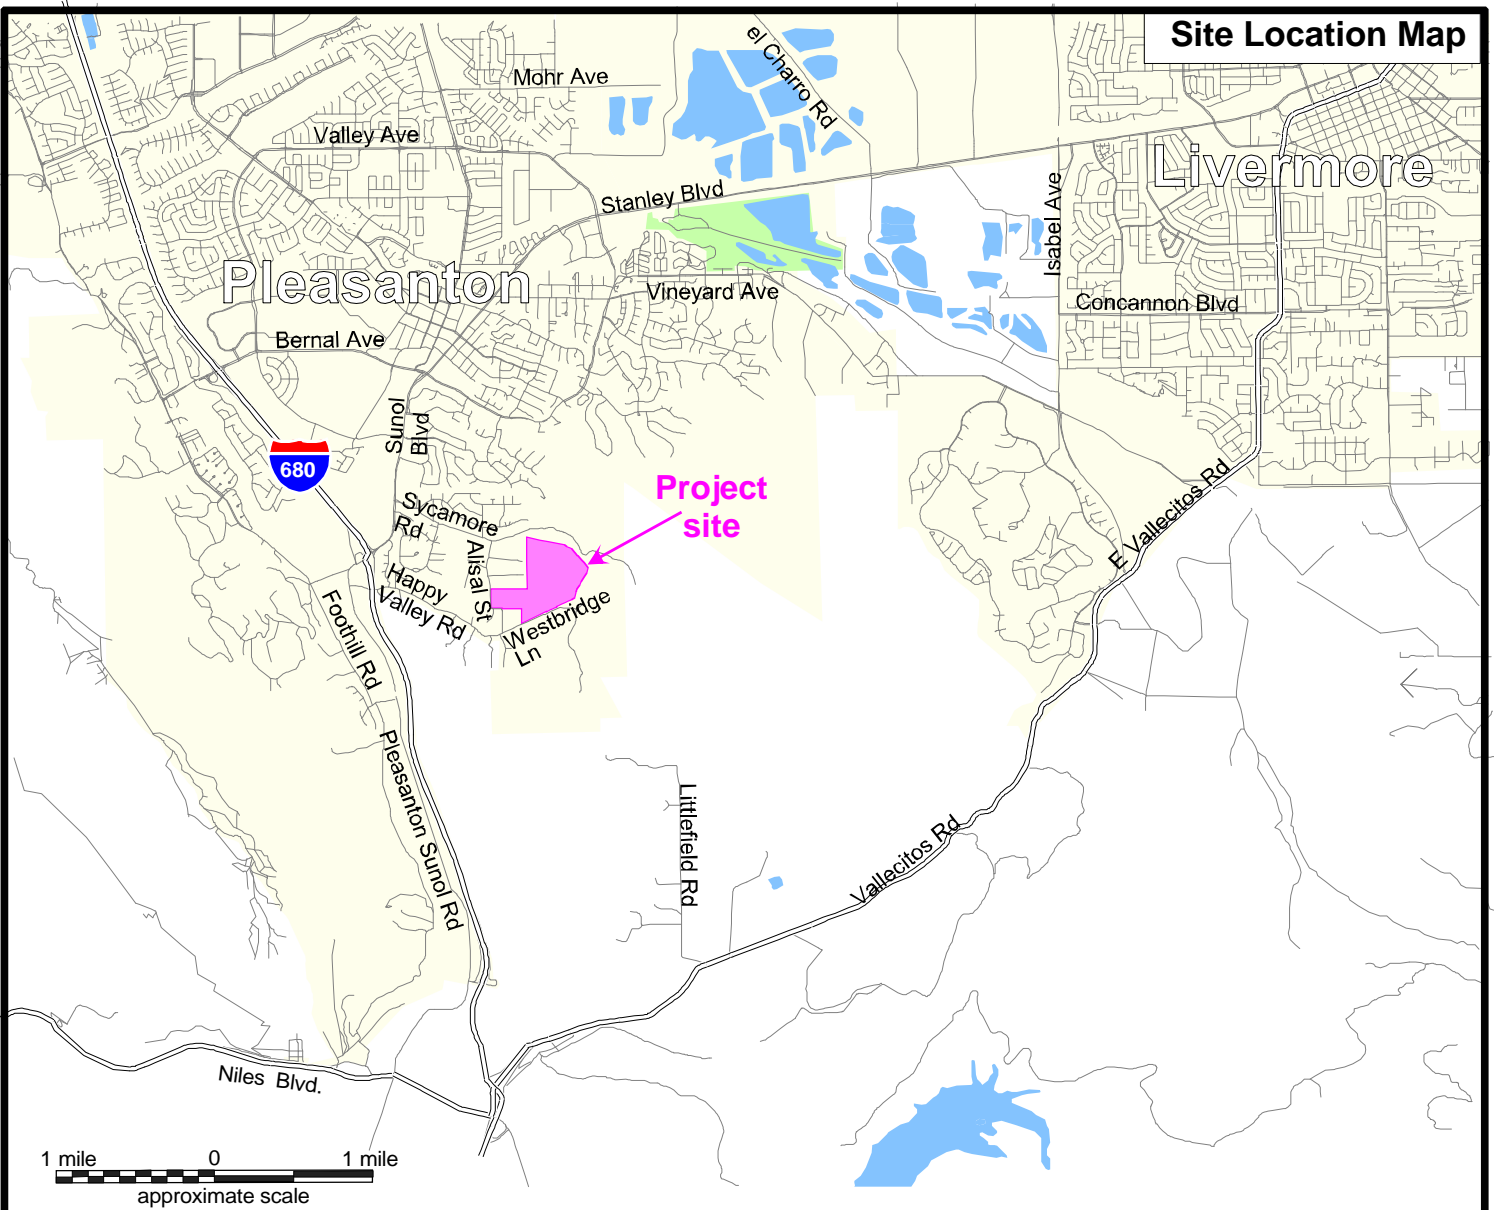 Site Location Map
el Charro Rd
Mohr Ave
Valley Ave
Livermore
Stanley Blvd
Isabel Ave
Pleasanton
Vineyard Ave
Concannon Blvd
Bernal Ave
Sunol
Blvd
680
Project
site
E Vallecitos Rd
Sycamore
Rd
Alisal St
Happy
Valley Rd
Westbridge
Ln
Foothill Rd
Pleasanton Sunol Rd
Littlefield Rd
Vallecitos Rd
Niles Blvd.
1 mile 0 1 mile
approximate scale